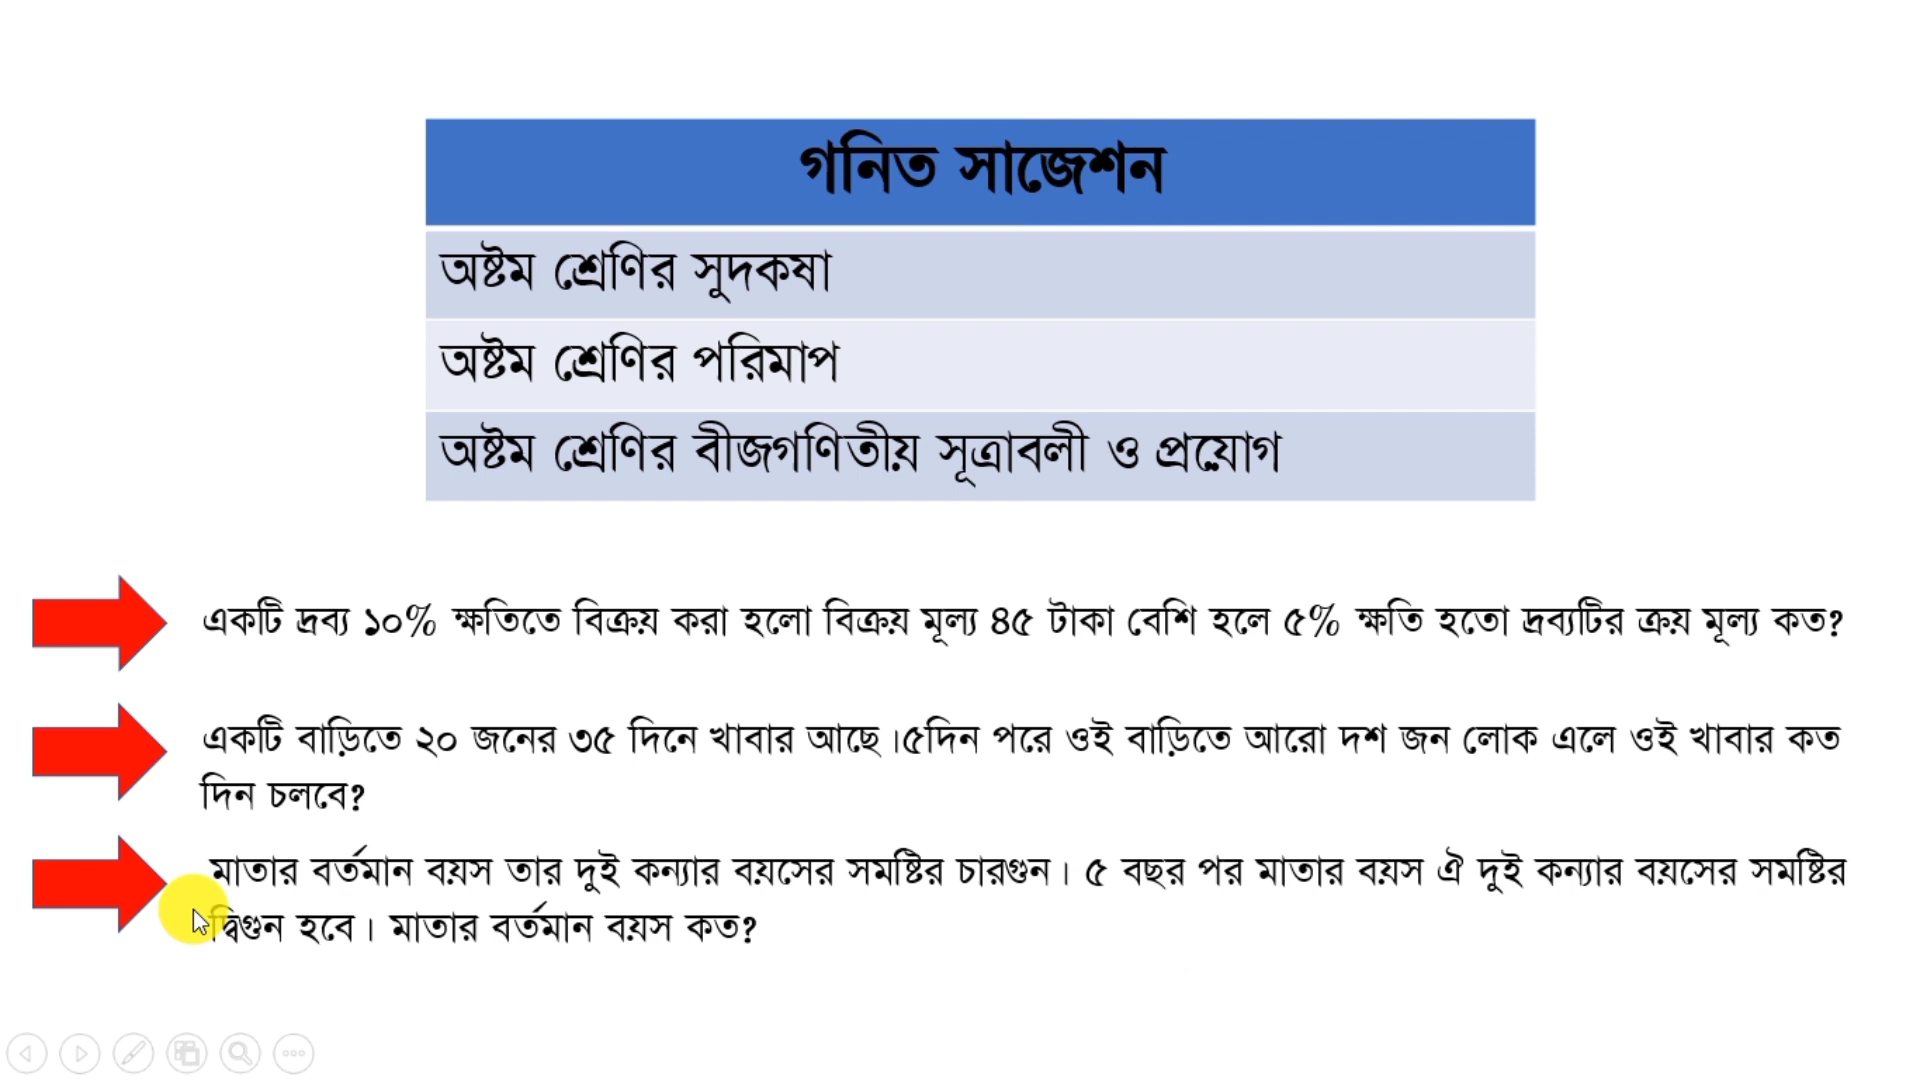 গনিত সাজেশন
অষ্টম শ্রেণির সুদকষা
অষ্টম শ্রেণির পরিমাপ
অষ্টম শ্রেণির বীজগণিতীয় সূত্রাবলী ও প্রয়োগ
একটি দ্রব্য ১০% ক্ষতিতে বিক্রয় করা হলো বিক্রয় মূল্য ৪৫ টাকা বেশি হলে ৫% ক্ষতি হতো দ্রব্যটির ক্রয় মূল্য কত?
একটি বাড়িতে ২০ জনের ৩৫ দিনে খাবার আছে।৫দিন পরে ওই বাড়িতে আরো দশ জন লোক এলে ওই খাবার কত
দিন চলবে?
মাতার বর্তমান বয়স তার দুই কন্যার বয়সের সমষ্টির চারগুন। ৫ বছর পর মাতার বয়স ঐ দুই কন্যার বয়সের সমষ্টির
দ্বিগুন হবে। মাতার বর্তমান বয়স কত?